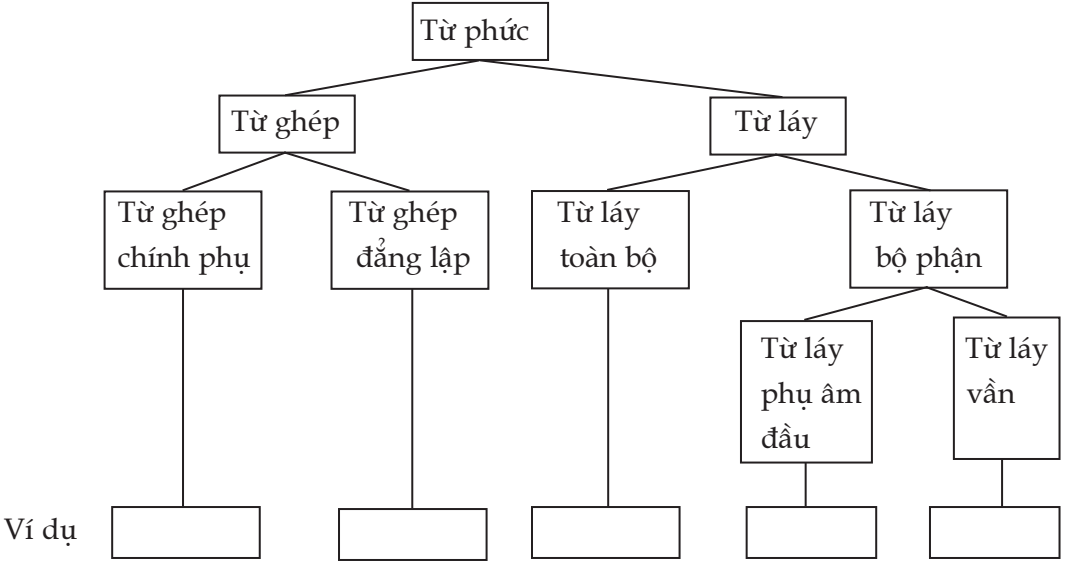 Từ phức
Từ ghép
Từ láy
Từ ghép
chính phụ
Từ ghép
đẳng lập
Từ láy
toàn bộ
Từ láy
bộ phận
Từ láy
phụ âm
đầu
Từ láy
vần
Ví dụ